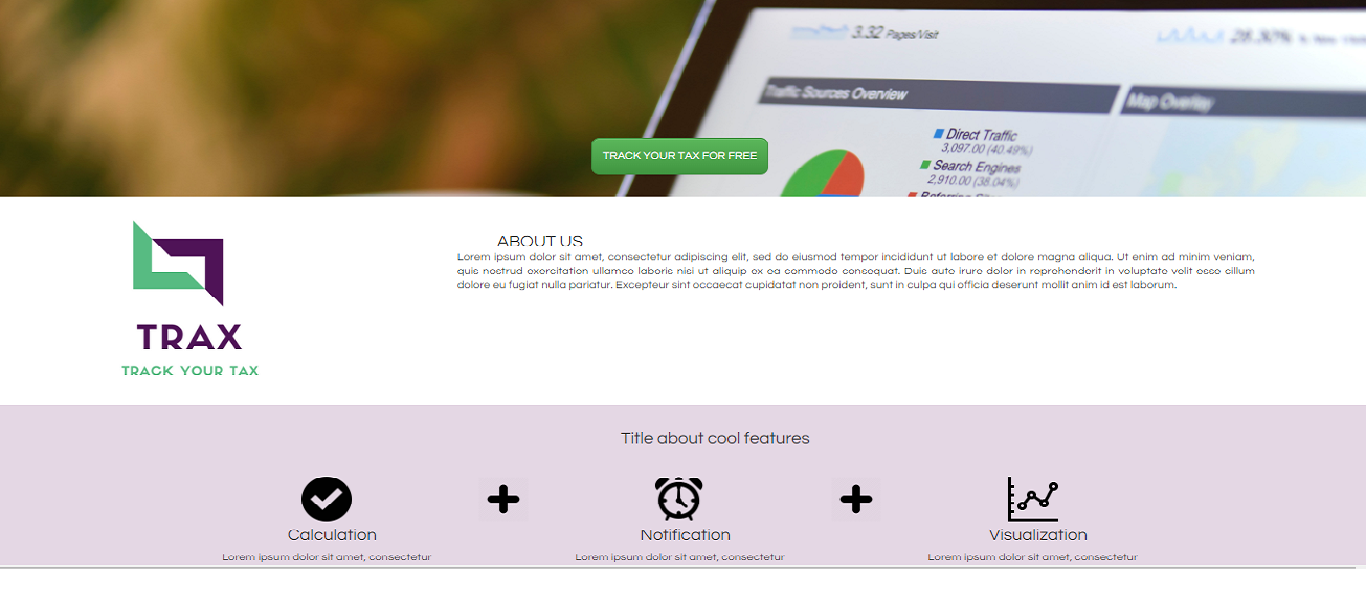 3.32 Pages/Visit
28.30%
Traffic Sources Overview
Map Overlay
Direct Traffic
3,097.00 (40.49%)
Search Engines
2,910.00 (38.04%)
TRACK YOUR TAX FOR FREE
TRAX
TRACK YOUR TAX
ABOUT US
Lorem ipsum dolor sit amet, consectetur adipiscing elit, sed do eiusmod tempor incididunt ut labore et dolore magna aliqua. Ut enim ad minim veniam,
quis nostrud exercitation ullamco laboris nisi ut aliquip ex ea commodo consequat. Duis aute irure dolor in reprehenderit in voluptate velit esse cillum
dolore eu fugiat nulla pariatur. Excepteur sint occaecat cupidatat non proident, sunt in culpa qui officia deserunt mollit anim id est laborum.
Title about cool features
Calculation
Lorem ipsum dolor sit amet, consectetur
Notification
Lorem ipsum dolor sit amet, consectetur
Visualization
Lorem ipsum dolor sit amet, consectetur